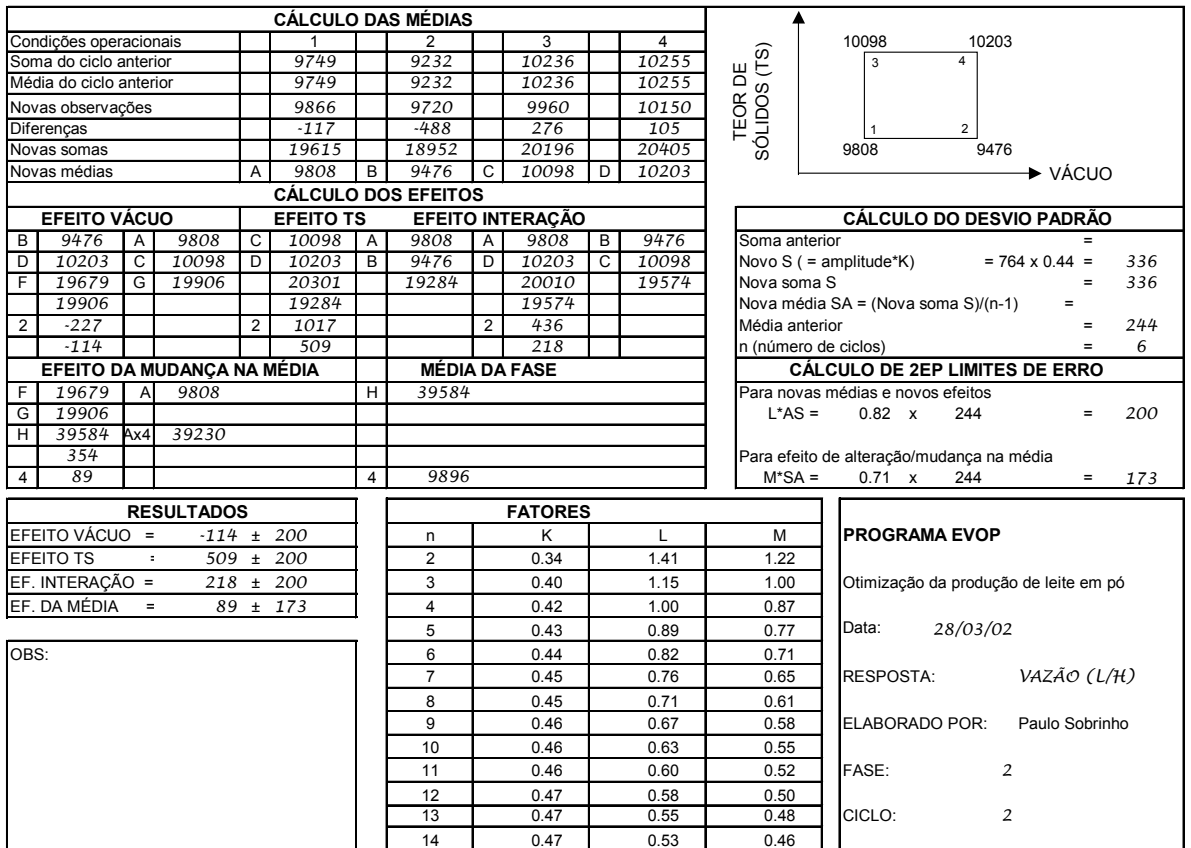 CÁLCULO DAS MÉDIAS
Condições operacionais 1 2 3 4
Soma do ciclo anterior 9749 9232 10236 10255
Média do ciclo anterior 9749 9232 10236 10255
Novas observações 9866 9720 9960 10150
Diferenças -117 -488 276 105
Novas somas 19615 18952 20196 20405
Novas médias A 9808 B 9476 C 10098 D 10203
CÁLCULO DOS EFEITOS
EFEITO VÁCUO EFEITO TS EFEITO INTERAÇÃO
B 9476 A 9808 C 10098 A 9808 A 9808 B 9476
D 10203 C 10098 D 10203 B 9476 D 10203 C 10098
F 19679 G 19906 20301 19284 20010 19574
19906 19284 19574
2 -227 2 1017 2 436
-114 509 218
EFEITO DA MUDANÇA NA MÉDIA MÉDIA DA FASE
F 19679 A 9808 H 39584
G 19906
H 39584 Ax4 39230
354
4 89 4 9896
TEOR DE
SÓLIDOS (TS)
10098 10203
3 4
1 2
9808 9476
VÁCUO
CÁLCULO DO DESVIO PADRÃO
Soma anterior =
Novo S ( = amplitude*K) = 764 x 0.44 = 336
Nova soma S = 336
Nova média SA = (Nova soma S)/(n-1) =
Média anterior = 244
n (número de ciclos) = 6
CÁLCULO DE 2EP LIMITES DE ERRO
Para novas médias e novos efeitos
L*AS = 0.82 x 244 = 200
Para efeito de alteração/mudança na média
M*SA = 0.71 x 244 = 173
RESULTADOS
EFEITO VÁCUO = -114 ± 200
EFEITO TS = 509 ± 200
EF. INTERAÇÃO = 218 ± 200
EF. DA MÉDIA = 89 ± 173
OBS:
FATORES
n K L M
2 0.34 1.41 1.22
3 0.40 1.15 1.00
4 0.42 1.00 0.87
5 0.43 0.89 0.77
6 0.44 0.82 0.71
7 0.45 0.76 0.65
8 0.45 0.71 0.61
9 0.46 0.67 0.58
10 0.46 0.63 0.55
11 0.46 0.60 0.52
12 0.47 0.58 0.50
13 0.47 0.55 0.48
14 0.47 0.53 0.46
PROGRAMA EVOP
Otimização da produção de leite em pó
Data: 28/03/02
RESPOSTA: VAZÃO (L/H)
ELABORADO POR: Paulo Sobrinho
FASE: 2
CICLO: 2